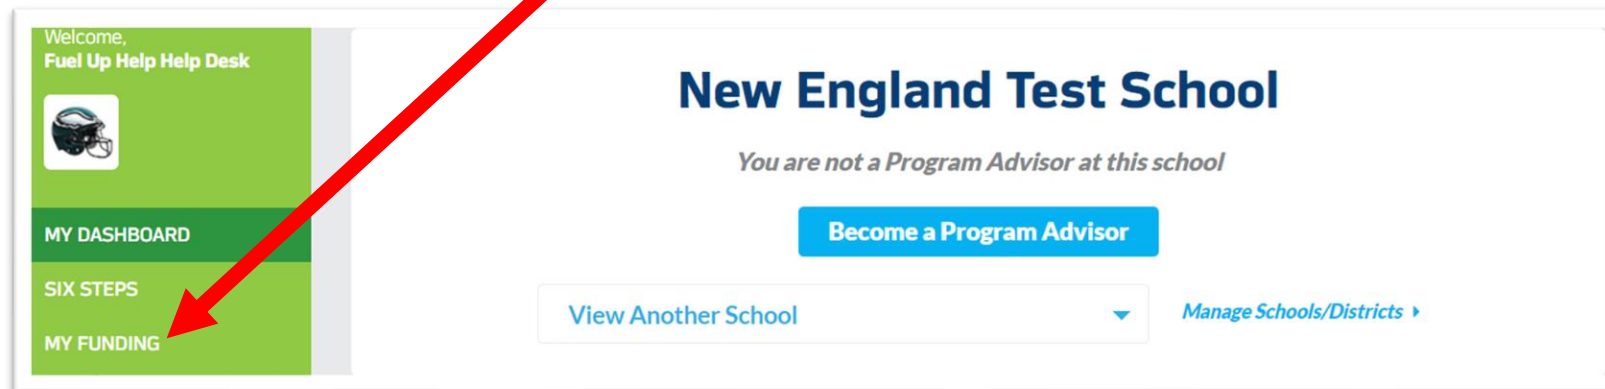 Welcome,
Fuel Up Help Help Desk
MY DASHBOARD
SIX STEPS
MY FUNDING
New England Test School
You are not a Program Advisor at this school
Become a Program Advisor
View Another School
Manage Schools/Districts